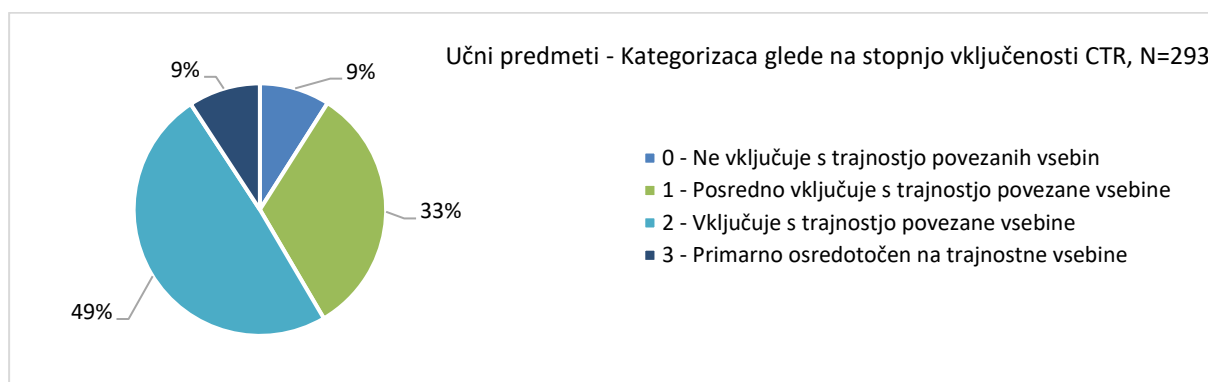 Učni predmeti - Kategorizaca glede na stopnjo vključenosti CTR, N=293
9%
9%
33%
49%
0 - Ne vključuje s trajnostjo povezanih vsebin
1 - Posredno vključuje s trajnostjo povezane vsebine
2 - Vključuje s trajnostjo povezane vsebine
3 - Primarno osredotočen na trajnostne vsebine